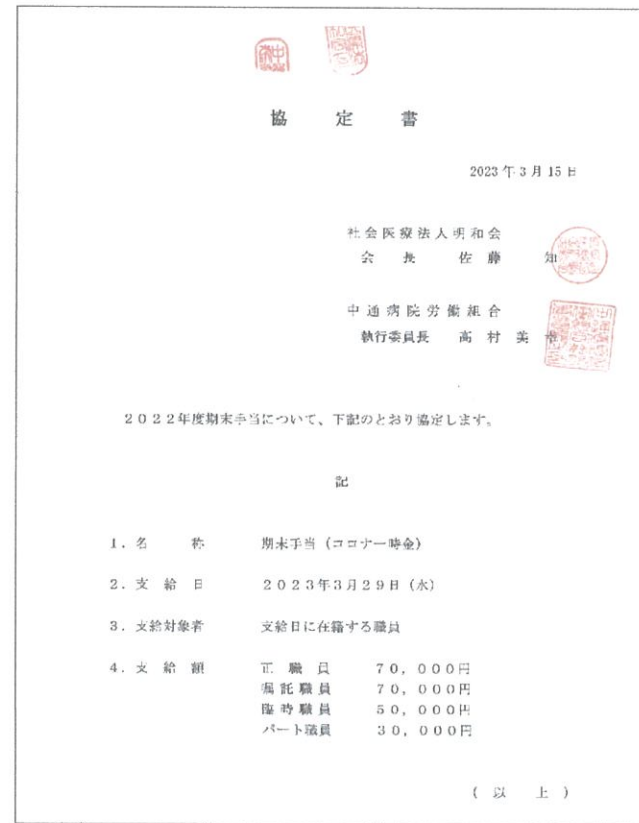 協 定 書
2023年3月15日
社会医療法人明和会
会 長 佐 藤 知
中通病院労働組合
執行委員長 高 村 美 幸
2022年度期末手当について、下記のとおり協定します。
記
1.名 称 期末手当(コロナ一時金)
2.支 給 日 2023年3月29日(水)
3.支給対象者 支給日に在籍する職員
4.支 給 額 正 職 員 70,000円
嘱託職員 70,000円
臨時職員 50,000円
パート職員 30,000円
(以 上)